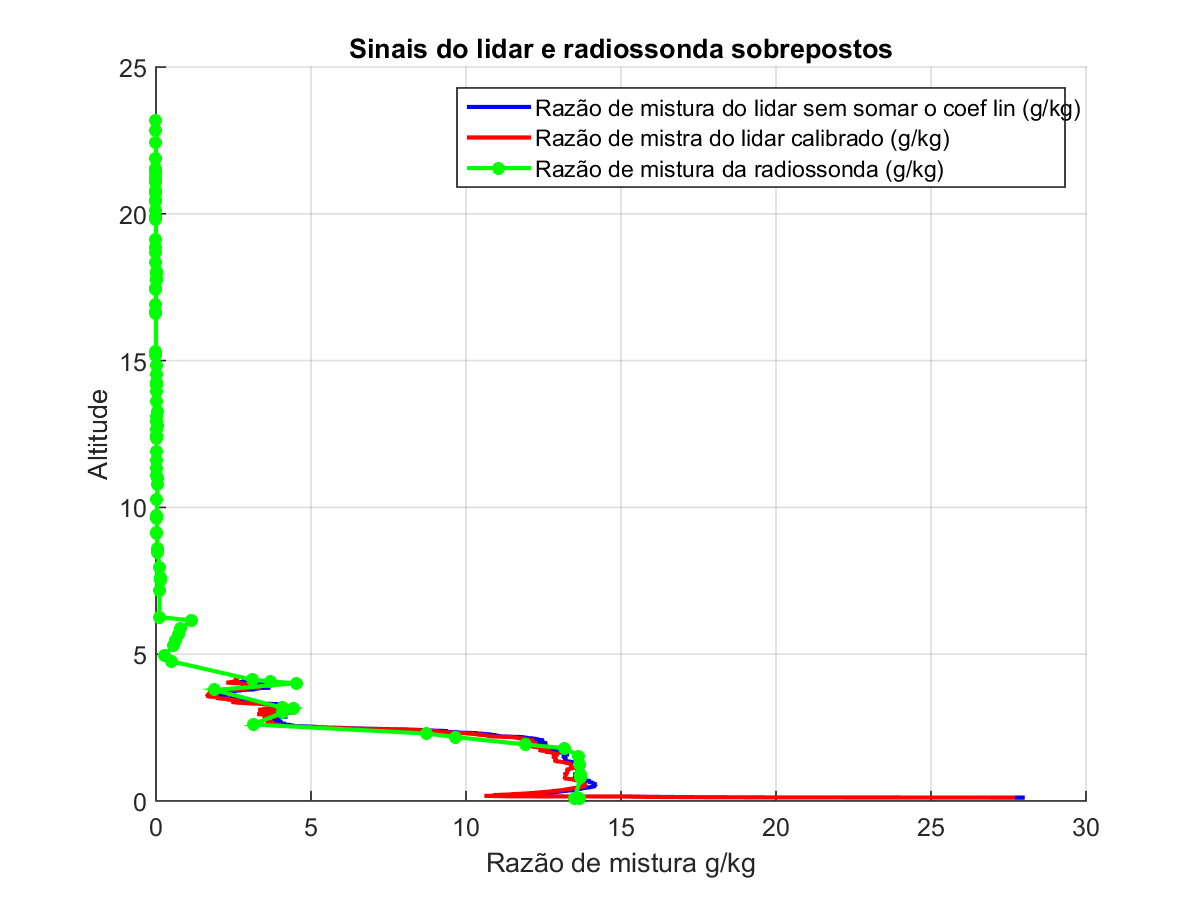 Sinais do lidar e radiossonda sobrepostos
25
Razão de mistura do lidar sem somar o coef lin (g/kg)
Razão de mistra do lidar calibrado (g/kg)
Razão de mistura da radiossonda (g/kg)
20
15
Altitude
10
5
0
0 5 10 15 20 25 30
Razão de mistura g/kg